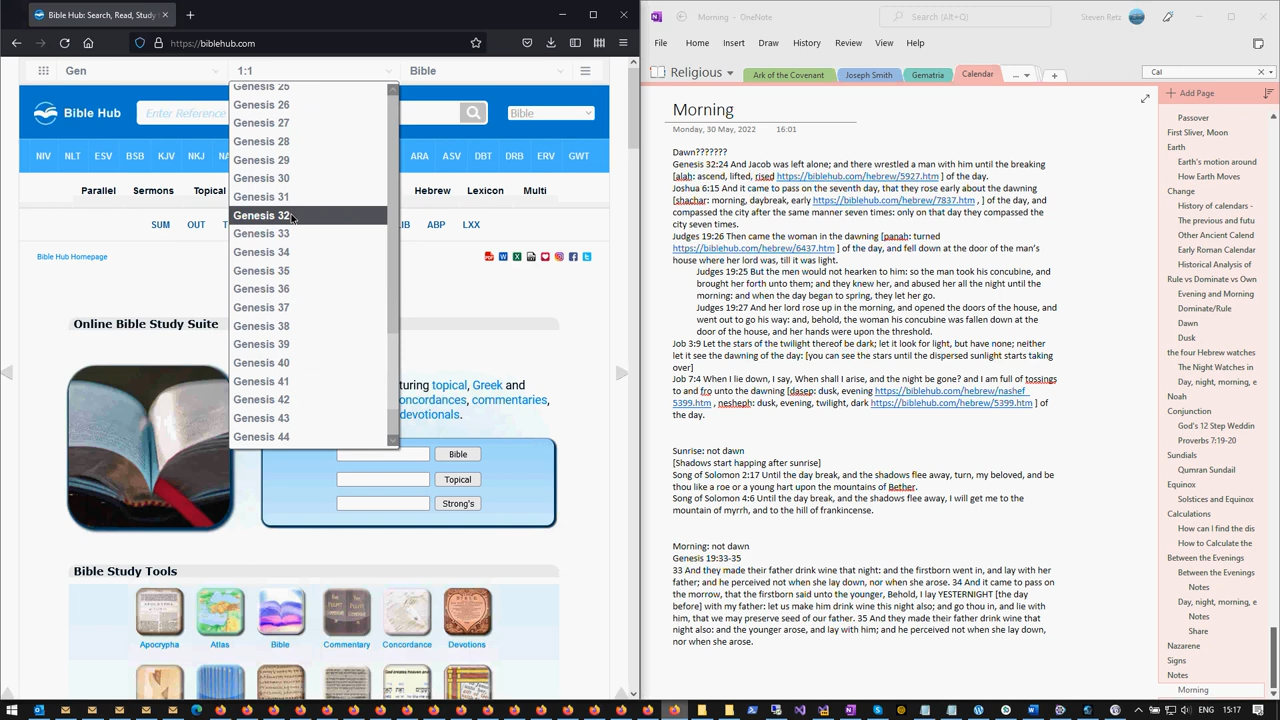 Bible Hub: Search, Read, Study
https://biblehub.com
Gen
1:1
Bible
Bible Hub
Enter Reference
Bible
NIV NLT ESV BSB KJV NKJ ARA ASV DBT DRB ERV GWT
Parallel Sermons Topical Hebrew Lexicon Multi
SUM OUT ABP LXX
Bible Hub Homepage
Genesis 25
Genesis 26
Genesis 27
Genesis 28
Genesis 29
Genesis 30
Genesis 31
Genesis 32
Genesis 33
Genesis 34
Genesis 35
Genesis 36
Genesis 37
Genesis 38
Genesis 39
Genesis 40
Genesis 41
Genesis 42
Genesis 43
Genesis 44
Online Bible Study Suite
turing topical, Greek and
concordances, commentaries,
devotionals.
Bible
Topical
Strong's
Bible Study Tools
Apocrypha Atlas Bible Commentary Concordance Devotions
Morning - OneNote
Search (Alt+Q)
Steven Retz
File Home Insert Draw History Review View Help
Religious
Ark of the Covenant Joseph Smith Gematria Calendar
Cal
Morning
Monday, 30 May, 2022 16:01
Dawn???????
Genesis 32:24 And Jacob was left alone; and there wrestled a man with him until the breaking
[alah: ascend, lifted, rised https://biblehub.com/hebrew/5927.htm ] of the day.
Joshua 6:15 And it came to pass on the seventh day, that they rose early about the dawning
[shachar: morning, daybreak, early https://biblehub.com/hebrew/7837.htm , ] of the day, and
compassed the city after the same manner seven times: only on that day they compassed the
city seven times.
Judges 19:26 Then came the woman in the dawning [panah: turned
https://biblehub.com/hebrew/6437.htm ] of the day, and fell down at the door of the man's
house where her lord was, till it was light.
Judges 19:25 But the men would not hearken to him: so the man took his concubine, and
brought her forth unto them; and they knew her, and abused her all the night until the
morning: and when the day began to spring, they let her go.
Judges 19:27 And her lord rose up in the morning, and opened the doors of the house, and
went out to go his way: and, behold, the woman his concubine was fallen down at the
door of the house, and her hands were upon the threshold.
Job 3:9 Let the stars of the twilight thereof be dark; let it look for light, but have none; neither
let it see the dawning of the day: [you can see the stars until the dispersed sunlight starts taking
over]
Job 7:4 When I lie down, I say, When shall I arise, and the night be gone? and I am full of tossings
to and fro unto the dawning [dasep: dusk, evening https://biblehub.com/hebrew/nashef_
5399.htm , nesheph: dusk, evening, twilight, dark https://biblehub.com/hebrew/5399.htm ] of
the day.
Sunrise: not dawn
[Shadows start happing after sunrise]
Song of Solomon 2:17 Until the day break, and the shadows flee away, turn, my beloved, and be
thou like a roe or a young hart upon the mountains of Bether.
Song of Solomon 4:6 Until the day break, and the shadows flee away, I will get me to the
mountain of myrrh, and to the hill of frankincense.
Morning: not dawn
Genesis 19:33-35
33 And they made their father drink wine that night: and the firstborn went in, and lay with her
father; and he perceived not when she lay down, nor when she arose. 34 And it came to pass on
the morrow, that the firstborn said unto the younger, Behold, I lay YESTERNIGHT [the day
before] with my father: let us make him drink wine this night also; and go thou in, and lie with
him, that we may preserve seed of our father. 35 And they made their father drink wine that
night also: and the younger arose, and lay with him; and he perceived not when she lay down,
nor when she arose.
Add Page
Passover
First Sliver, Moon
Earth
Earth's motion around
How Earth Moves
Change
History of calendars -
The previous and futu
Other Ancient Calend
Early Roman Calendar
Historical Analysis of
Rule vs Dominate vs Own
Evening and Morning
Dominate/Rule
Dawn
Dusk
the four Hebrew watches
The Night Watches in
Day, night, morning, e
Noah
Conjunction
God's 12 Step Weddin
Proverbs 7:19-20
Sundials
Qumran Sundail
Equinox
Solstices and Equinox
Calculations
How can I find the dis
How to Calculate the
Between the Evenings
Between the Evenings
Notes
Day, night, morning, e
Notes
Share
Nazarene
Signs
Notes
Morning
ENG 15:17